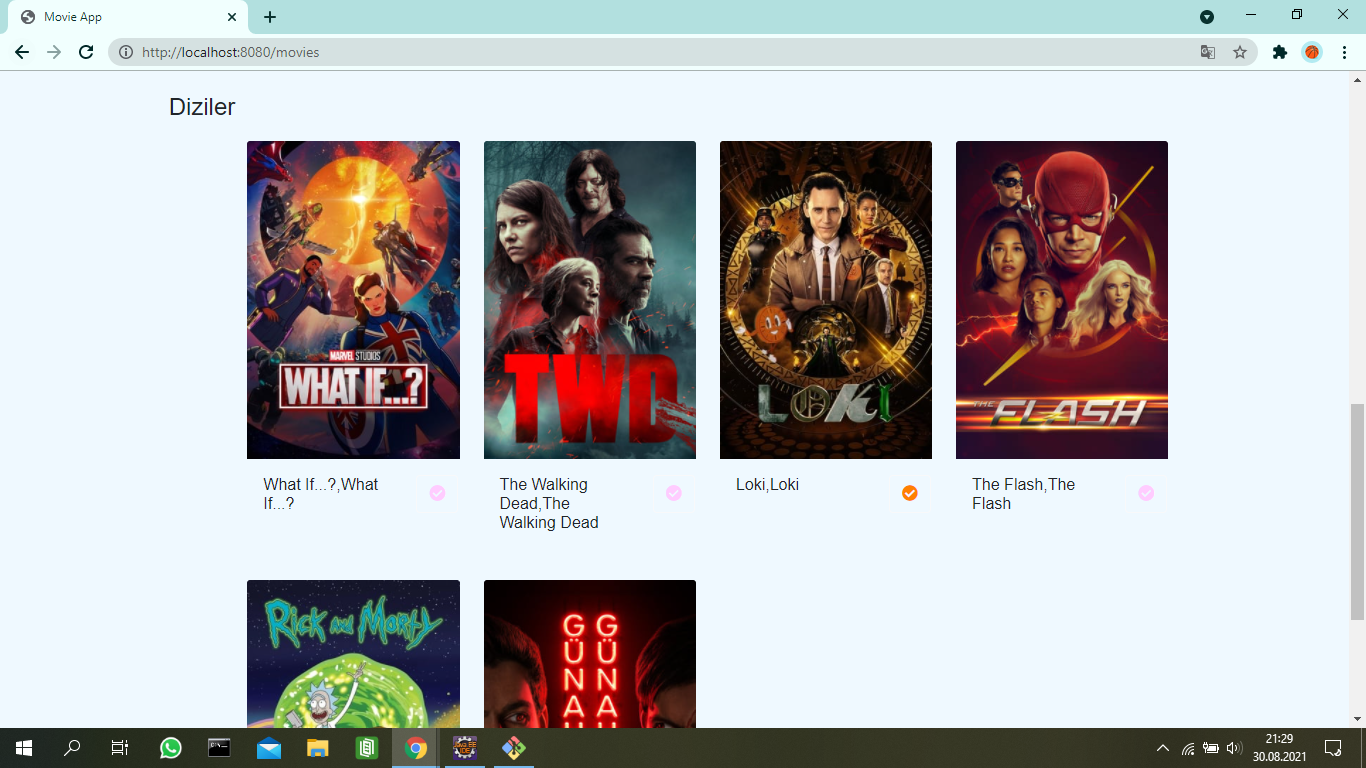 Movie App
http://localhost:8080/movies
Diziler
MARVEL STUDIOS
WHAT IF...?
TWD
LOKI
THE FLASH
What If...?,What
If...?
The Walking
Dead,The
Walking Dead
Loki,Loki
The Flash,The
Flash
Rick and Morty
GÜNA
GÜNA
21:29
30.08.2021